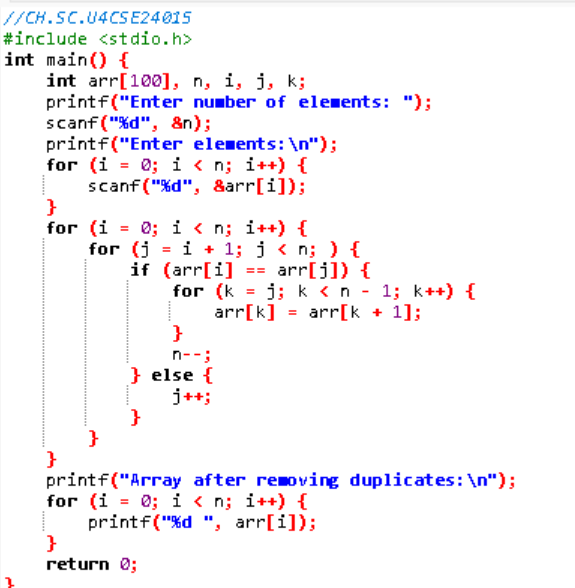 //CH.SC.U4CSE24015
#include <stdio.h>
int main() {
    int arr[100], n, i, j, k;
    printf("Enter number of elements: ");
    scanf("%d", &n);
    printf("Enter elements:\n");
    for (i = 0; i < n; i++) {
        scanf("%d", &arr[i]);
    }
    for (i = 0; i < n; i++) {
        for (j = i + 1; j < n; ) {
            if (arr[i] == arr[j]) {
                for (k = j; k < n - 1; k++) {
                    arr[k] = arr[k + 1];
                }
                n--;
            } else {
                j++;
            }
        }
    }
    printf("Array after removing duplicates:\n");
    for (i = 0; i < n; i++) {
        printf("%d ", arr[i]);
    }
    return 0;
}